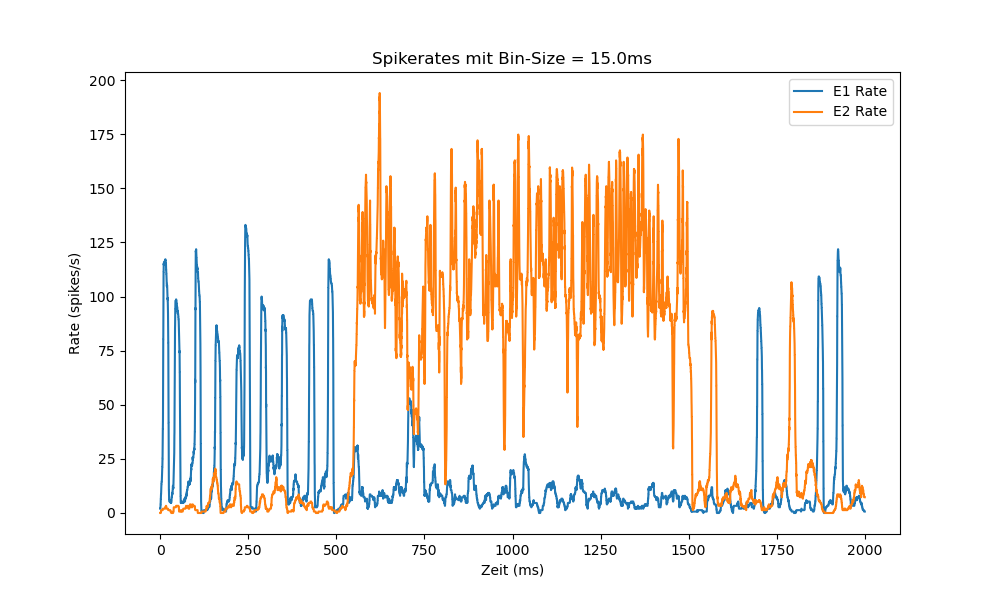 Spikerates mit Bin-Size = 15.0ms
E1 Rate
E2 Rate
Rate (spikes/s)
200
175
150
125
100
75
50
25
0
0 250 500 750 1000 1250 1500 1750 2000
Zeit (ms)